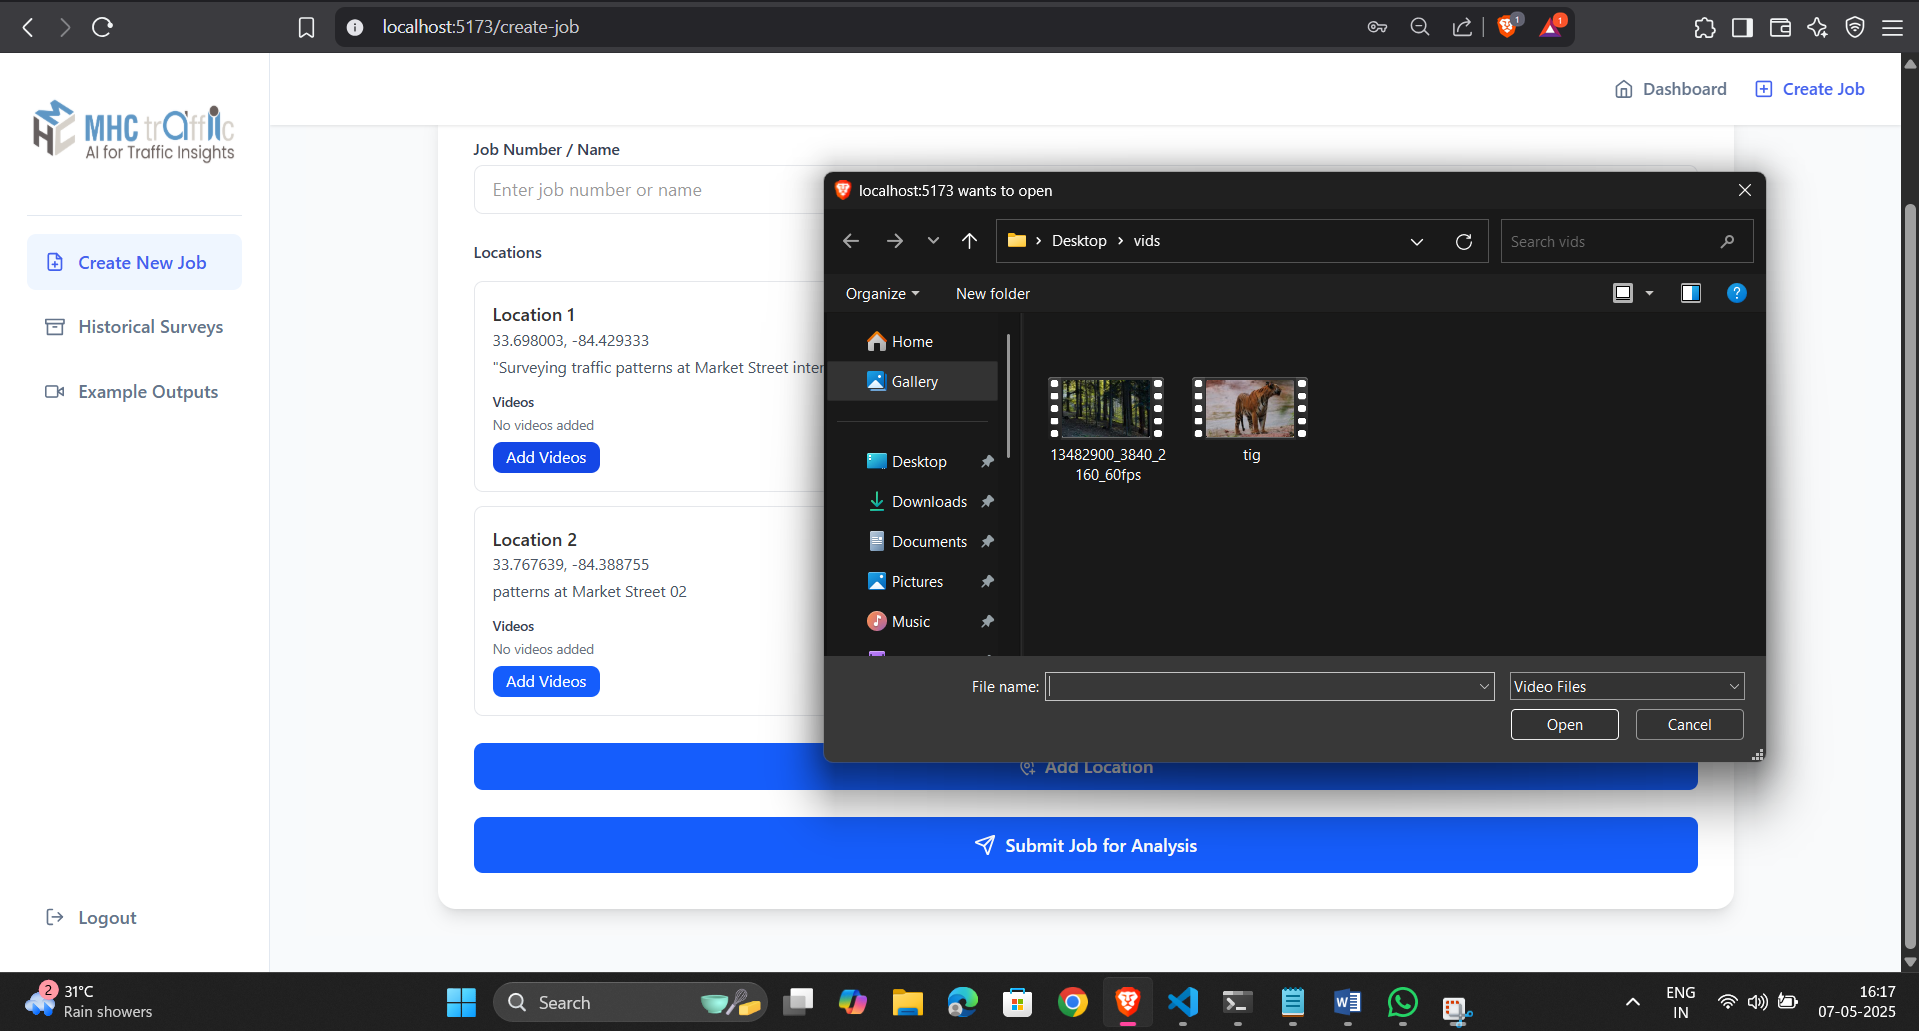 localhost:5173/create-job
1
1
MHC traffic
AI for Traffic Insights
Dashboard
Create Job
Create New Job
Historical Surveys
Example Outputs
Logout
Job Number / Name
Enter job number or name
Locations
Location 1
33.698003, -84.429333
"Surveying traffic patterns at Market Street inter
Videos
No videos added
Add Videos
Location 2
33.767639, -84.388755
patterns at Market Street 02
Videos
No videos added
Add Videos
Add Location
Submit Job for Analysis
localhost:5173 wants to open
Desktop
vids
Search vids
Organize
New folder
Home
Gallery
Desktop
Downloads
Documents
Pictures
Music
13482900_3840_2
160_60fps
tig
File name:
Video Files
Open
Cancel
2
31°C
Rain showers
Search
ENG
IN
16:17
07-05-2025